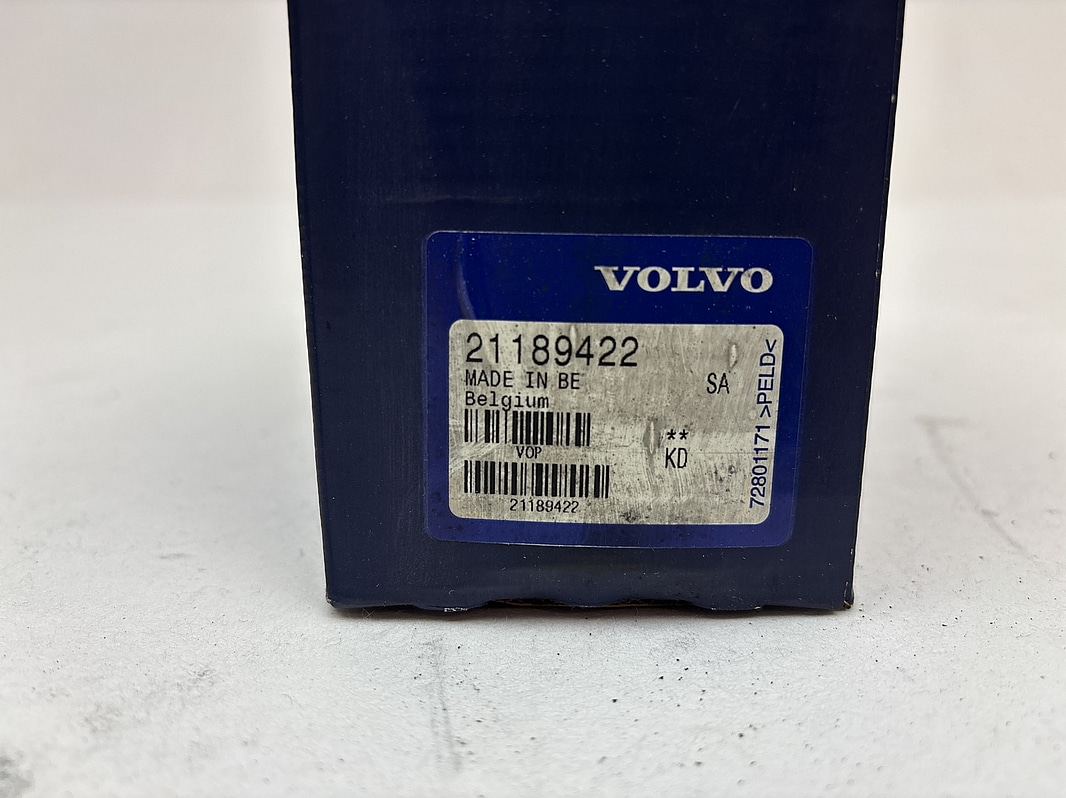 VOLVO
21189422
MADE IN BE
Belgium
SA
VOP
**
KD
21189422
72801171 >PELD<